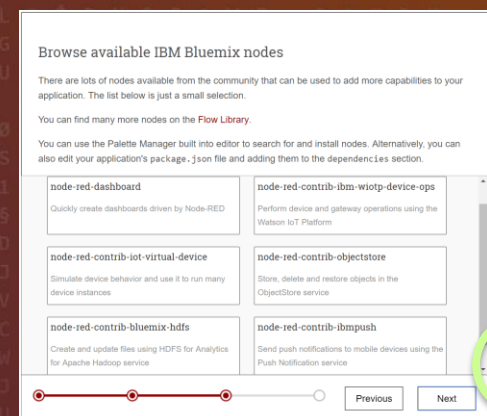 Browse available IBM Bluemix nodes
There are lots of nodes available from the community that can be used to add more capabilities to your
application. The list below is just a small selection.
You can find many more nodes on the Flow Library.
You can use the Palette Manager built into editor to search for and install nodes. Alternatively, you can
also edit your application's package.json file and adding them to the dependencies section.
node-red-dashboard
Quickly create dashboards driven by Node-RED
node-red-contrib-ibm-wiotp-device-ops
Perform device and gateway operations using the
Watson IoT Platform
node-red-contrib-iot-virtual-device
Simulate device behavior and use it to run many
device instances
node-red-contrib-objectstore
Store, delete and restore objects in the
ObjectStore service
node-red-contrib-bluemix-hdfs
Create and update files using HDFS for Analytics
for Apache Hadoop service
node-red-contrib-ibmpush
Send push notifications to mobile devices using the
Push Notification service
Previous
Next